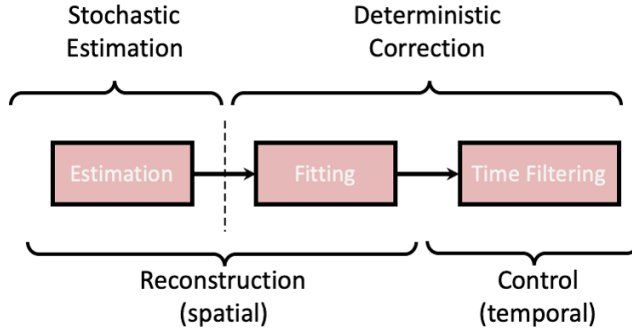 Stochastic
Estimation
Deterministic
Correction
Estimation
Fitting
Time Filtering
Reconstruction
(spatial)
Control
(temporal)